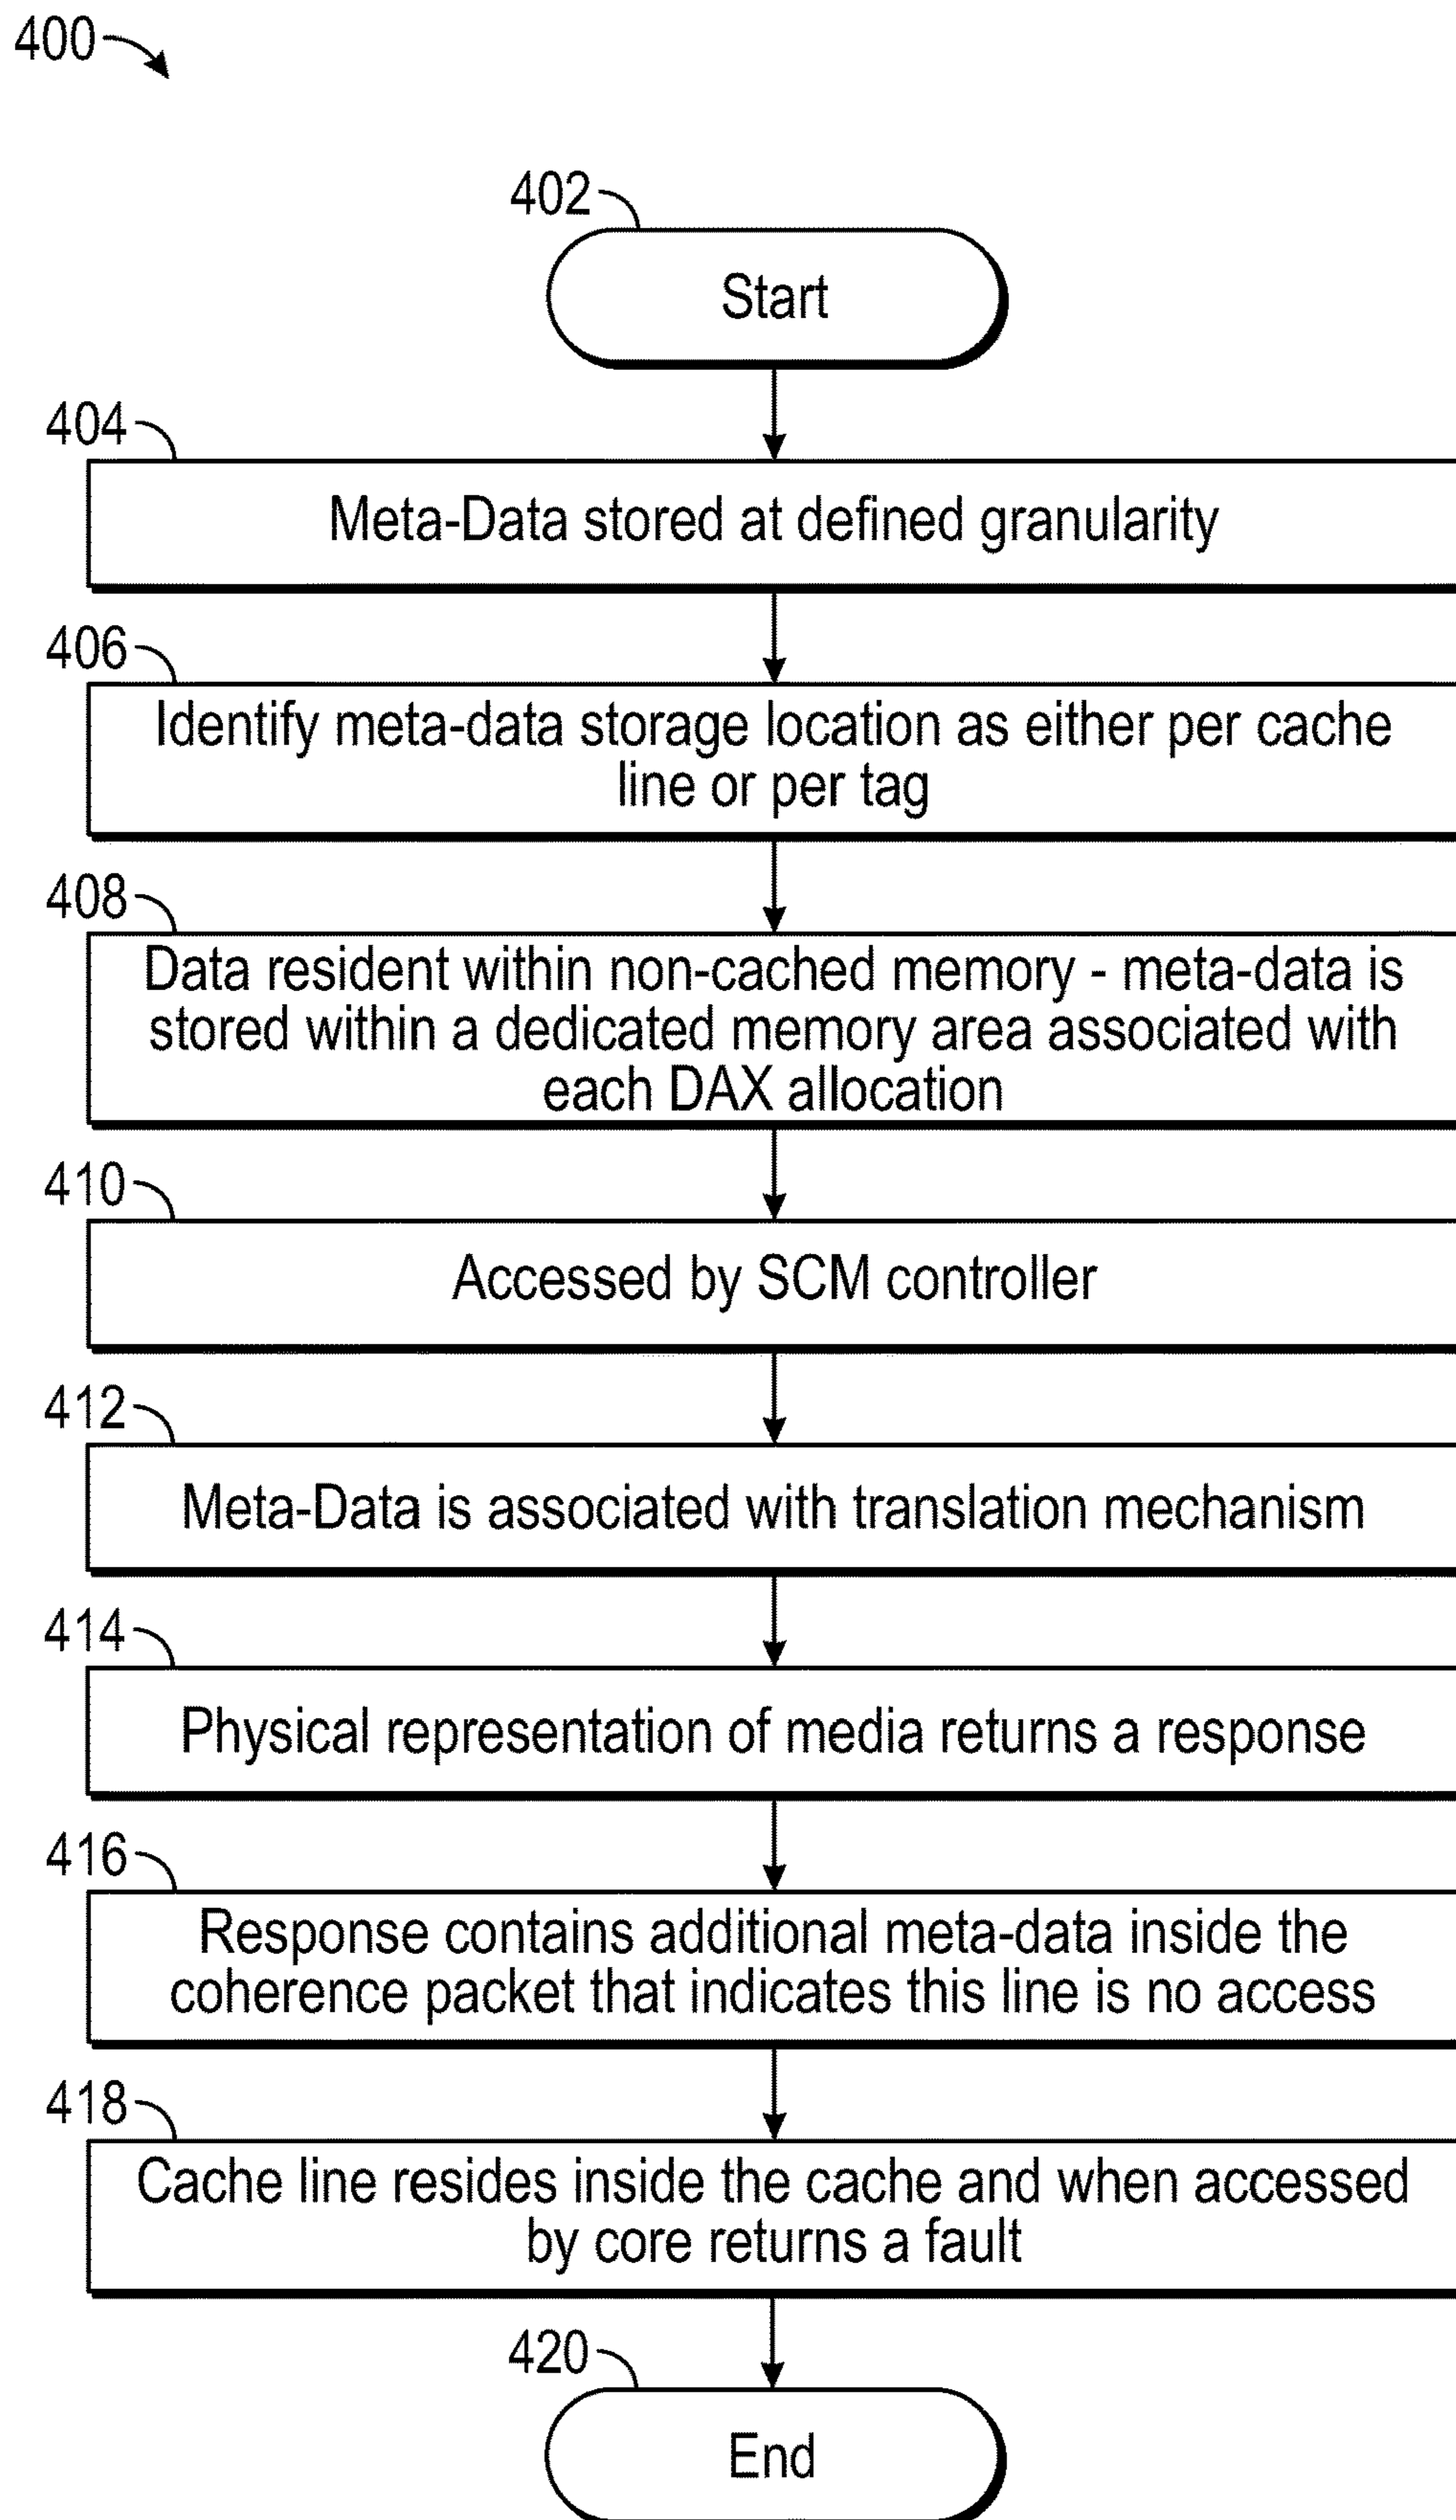 400
402
Start
404
Meta-Data stored at defined granularity
406
Identify meta-data storage location as either per cache
line or per tag
408
Data resident within non-cached memory - meta-data is
stored within a dedicated memory area associated with
each DAX allocation
410
Accessed by SCM controller
412
Meta-Data is associated with translation mechanism
414
Physical representation of media returns a response
416
Response contains additional meta-data inside the
coherence packet that indicates this line is no access
418
Cache line resides inside the cache and when accessed
by core returns a fault
420
End